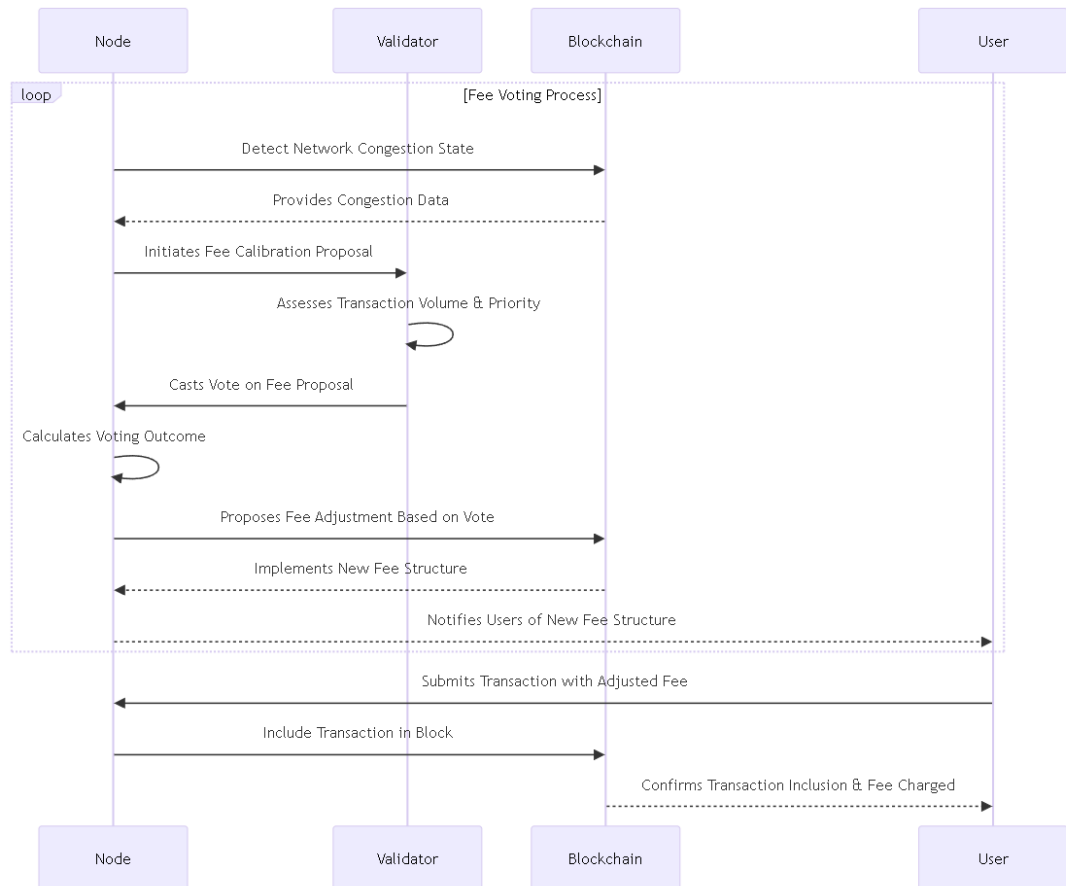 Node
Validator
Blockchain
User
loop
[Fee Voting Process]
Detect Network Congestion State
Provides Congestion Data
Initiates Fee Calibration Proposal
Assesses Transaction Volume & Priority
Casts Vote on Fee Proposal
Calculates Voting Outcome
Proposes Fee Adjustment Based on Vote
Implements New Fee Structure
Notifies Users of New Fee Structure
Submits Transaction with Adjusted Fee
Include Transaction in Block
Confirms Transaction Inclusion & Fee Charged
Node
Validator
Blockchain
User